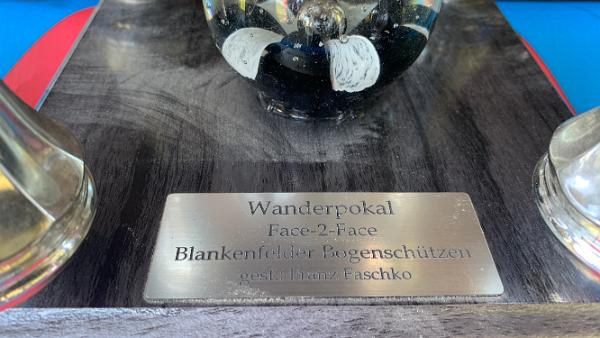 Wanderpokal
Face-2-Face
Blankenfelder Bogenschützen
gest.: Franz Faschko